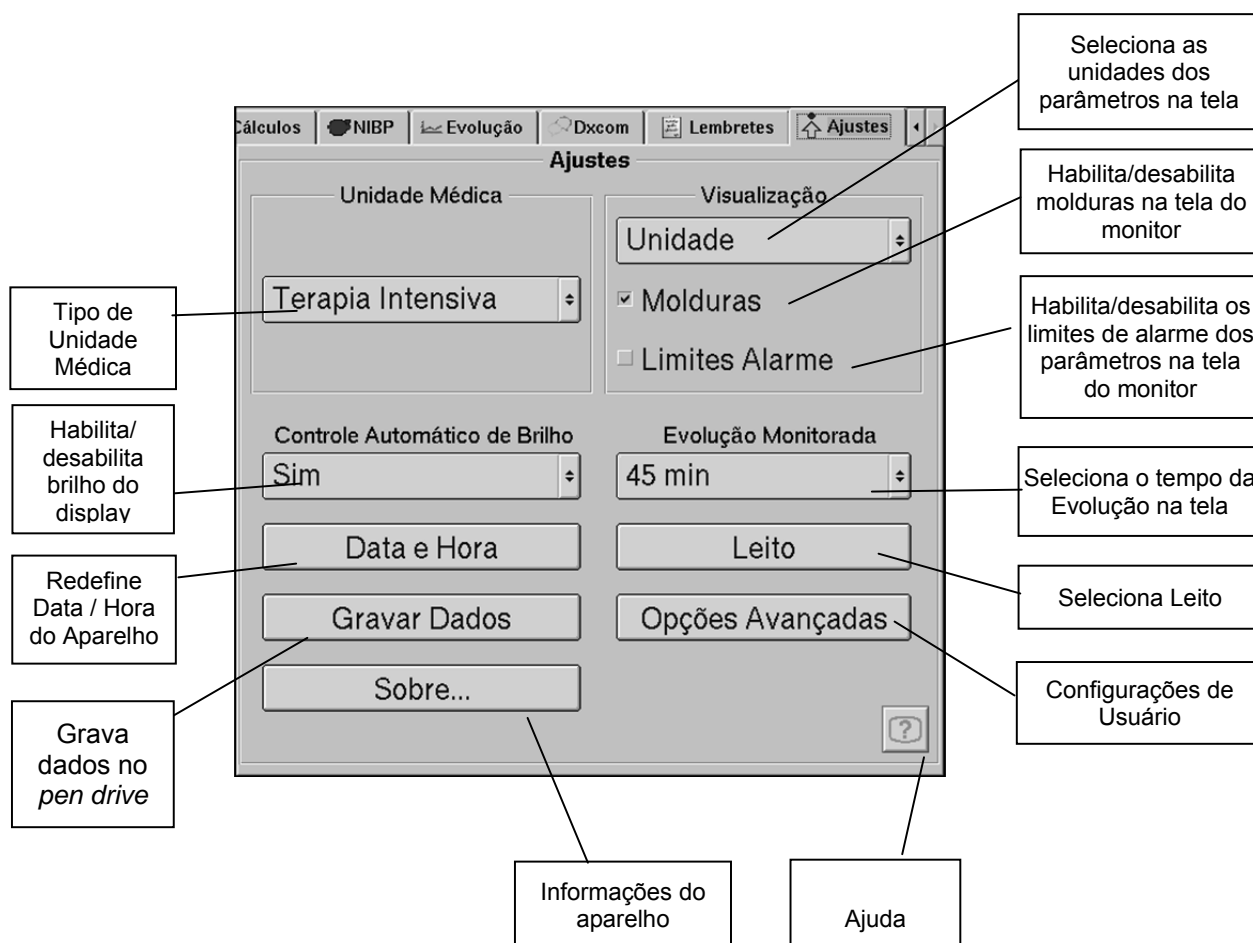 Seleciona as
unidades dos
parâmetros na tela
Cálculos NIBP Evolução Dxcom Lembretes Ajustes
Ajustes
Unidade Médica
Visualização
Habilita/desabilita
molduras na tela do
monitor
Unidade
Terapia Intensiva
Molduras
Limites Alarme
Tipo de
Unidade
Médica
Habilita/desabilita os
limites de alarme dos
parâmetros na tela
do monitor
Habilita/
desabilita
brilho do
display
Controle Automático de Brilho
Sim
Evolução Monitorada
45 min
Seleciona o tempo da
Evolução na tela
Redefine
Data / Hora
do Aparelho
Data e Hora
Leito
Seleciona Leito
Gravar Dados
Opções Avançadas
Sobre...
?
Configurações de
Usuário
Grava
dados no
pen drive
Informações do
aparelho
Ajuda